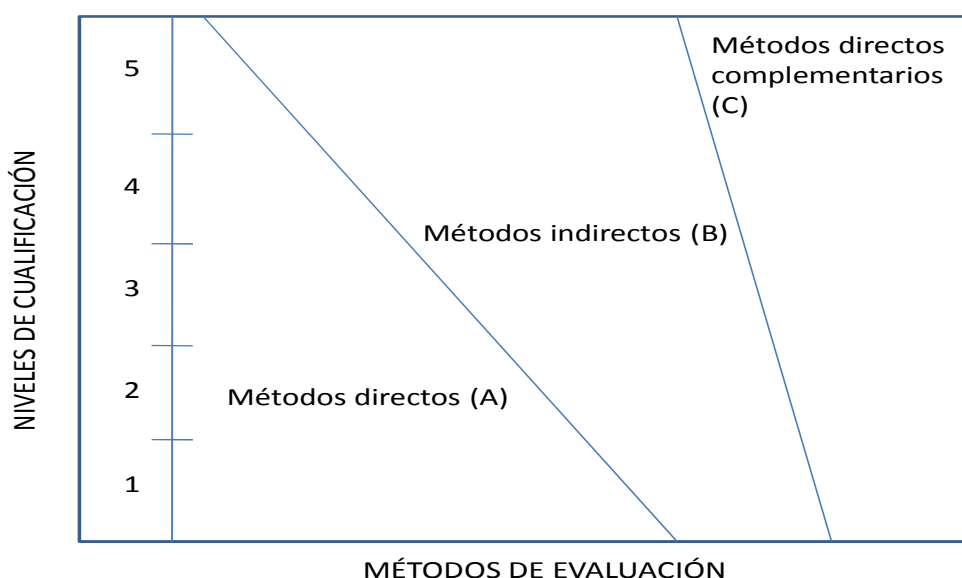 Métodos directos
complementarios
(C)
5
4
Métodos indirectos (B)
3
2
Métodos directos (A)
1
NIVELES DE CUALIFICACIÓN
MÉTODOS DE EVALUACIÓN